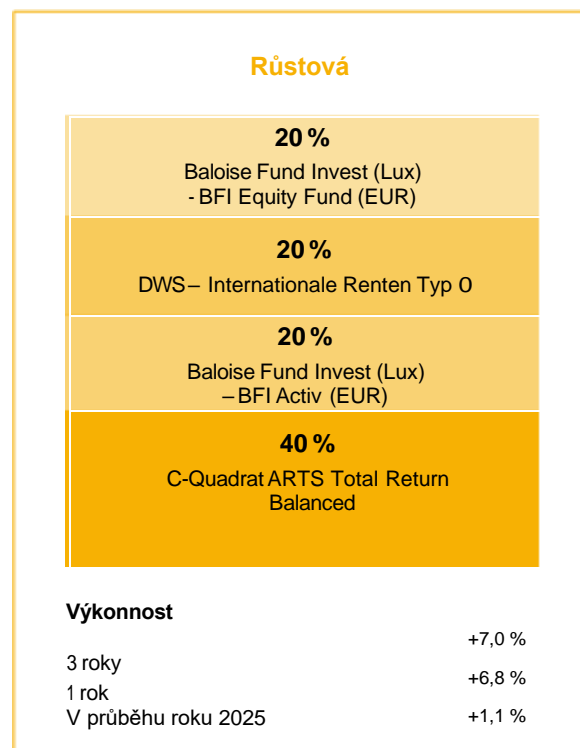 Růstová
20 %
Baloise Fund Invest (Lux)
- BFI Equity Fund (EUR)
20 %
DWS – Internationale Renten Typ O
20 %
Baloise Fund Invest (Lux)
– BFI Activ (EUR)
40 %
C-Quadrat ARTS Total Return
Balanced
Výkonnost
3 roky +7,0 %
1 rok +6,8 %
V průběhu roku 2025 +1,1 %